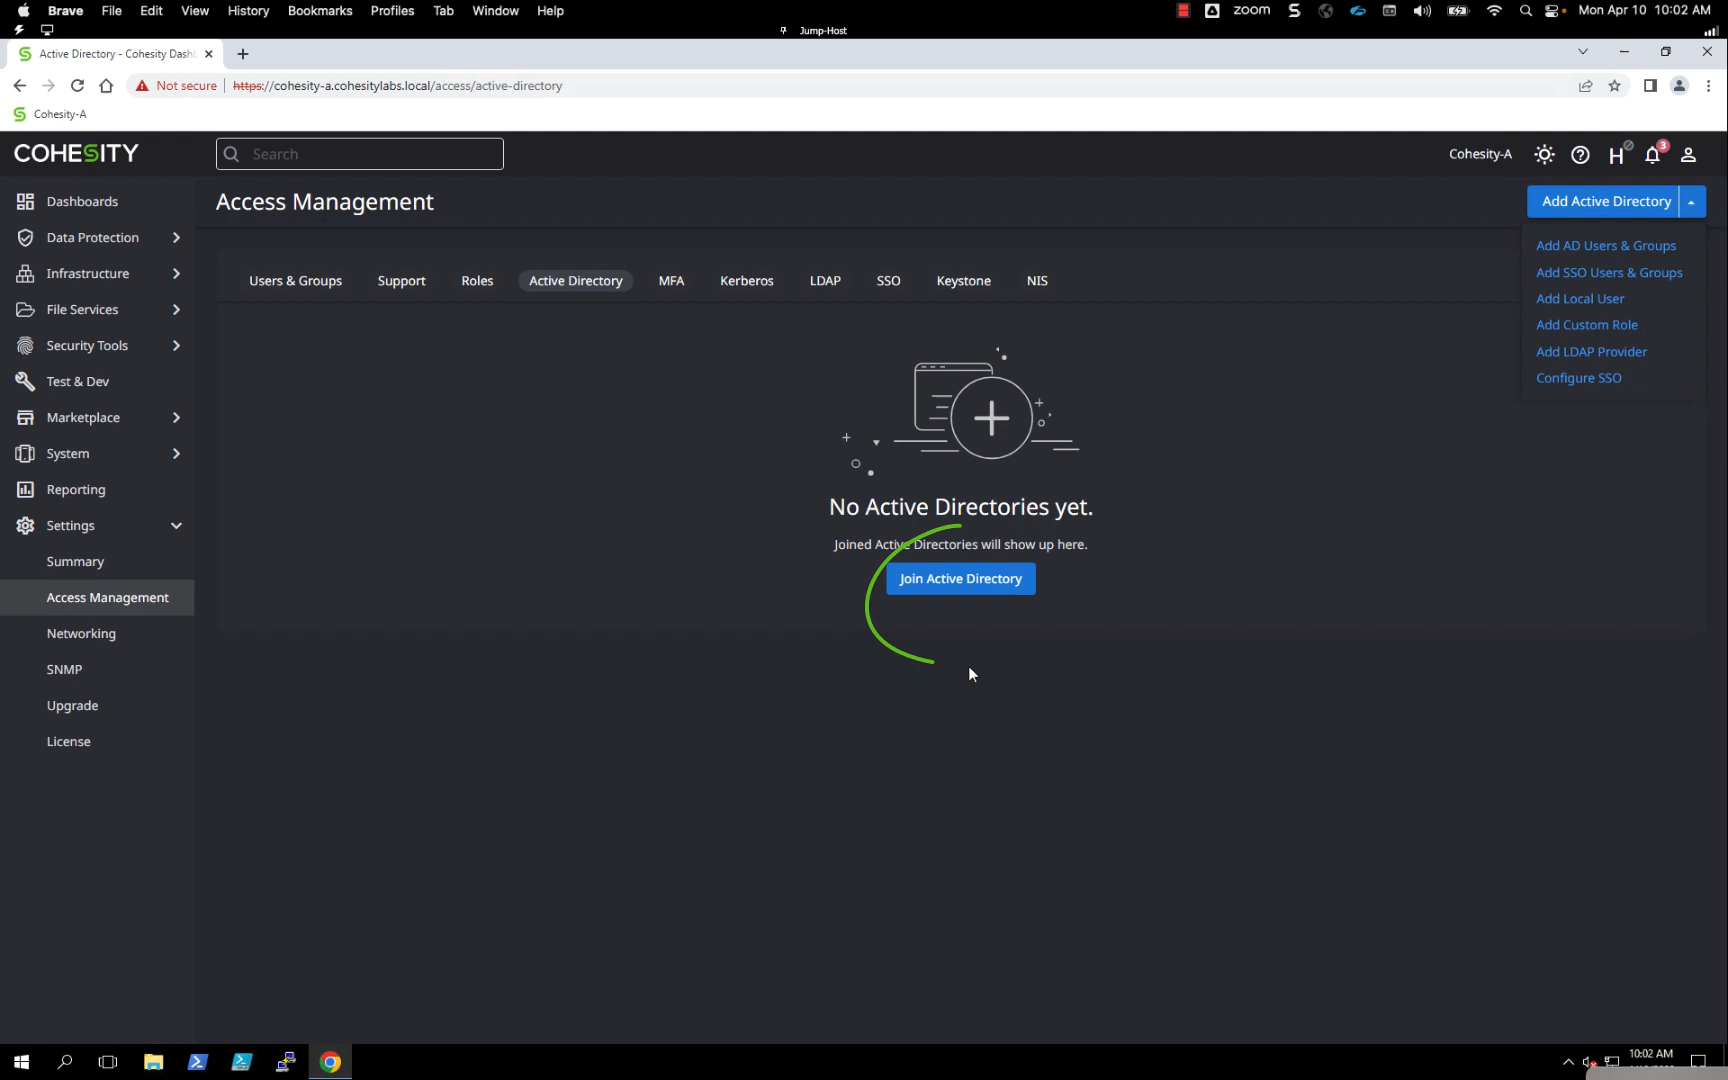 Brave File Edit View History Bookmarks Profiles Tab Window Help zoom Mon Apr 10 10:02 AM
Jump-Host
Active Directory - Cohesity Dashb
Not secure https://cohesity-a.cohesitylabs.local/access/active-directory
Cohesity-A
COHESITY Search Cohesity-A H 3
Dashboards
Data Protection
Infrastructure
File Services
Security Tools
Test & Dev
Marketplace
System
Reporting
Settings
Summary
Access Management
Networking
SNMP
Upgrade
License
Access Management
Add Active Directory
Add AD Users & Groups
Add SSO Users & Groups
Add Local User
Add Custom Role
Add LDAP Provider
Configure SSO
Users & Groups Support Roles Active Directory MFA Kerberos LDAP SSO Keystone NIS
No Active Directories yet.
Joined Active Directories will show up here.
Join Active Directory
10:02 AM